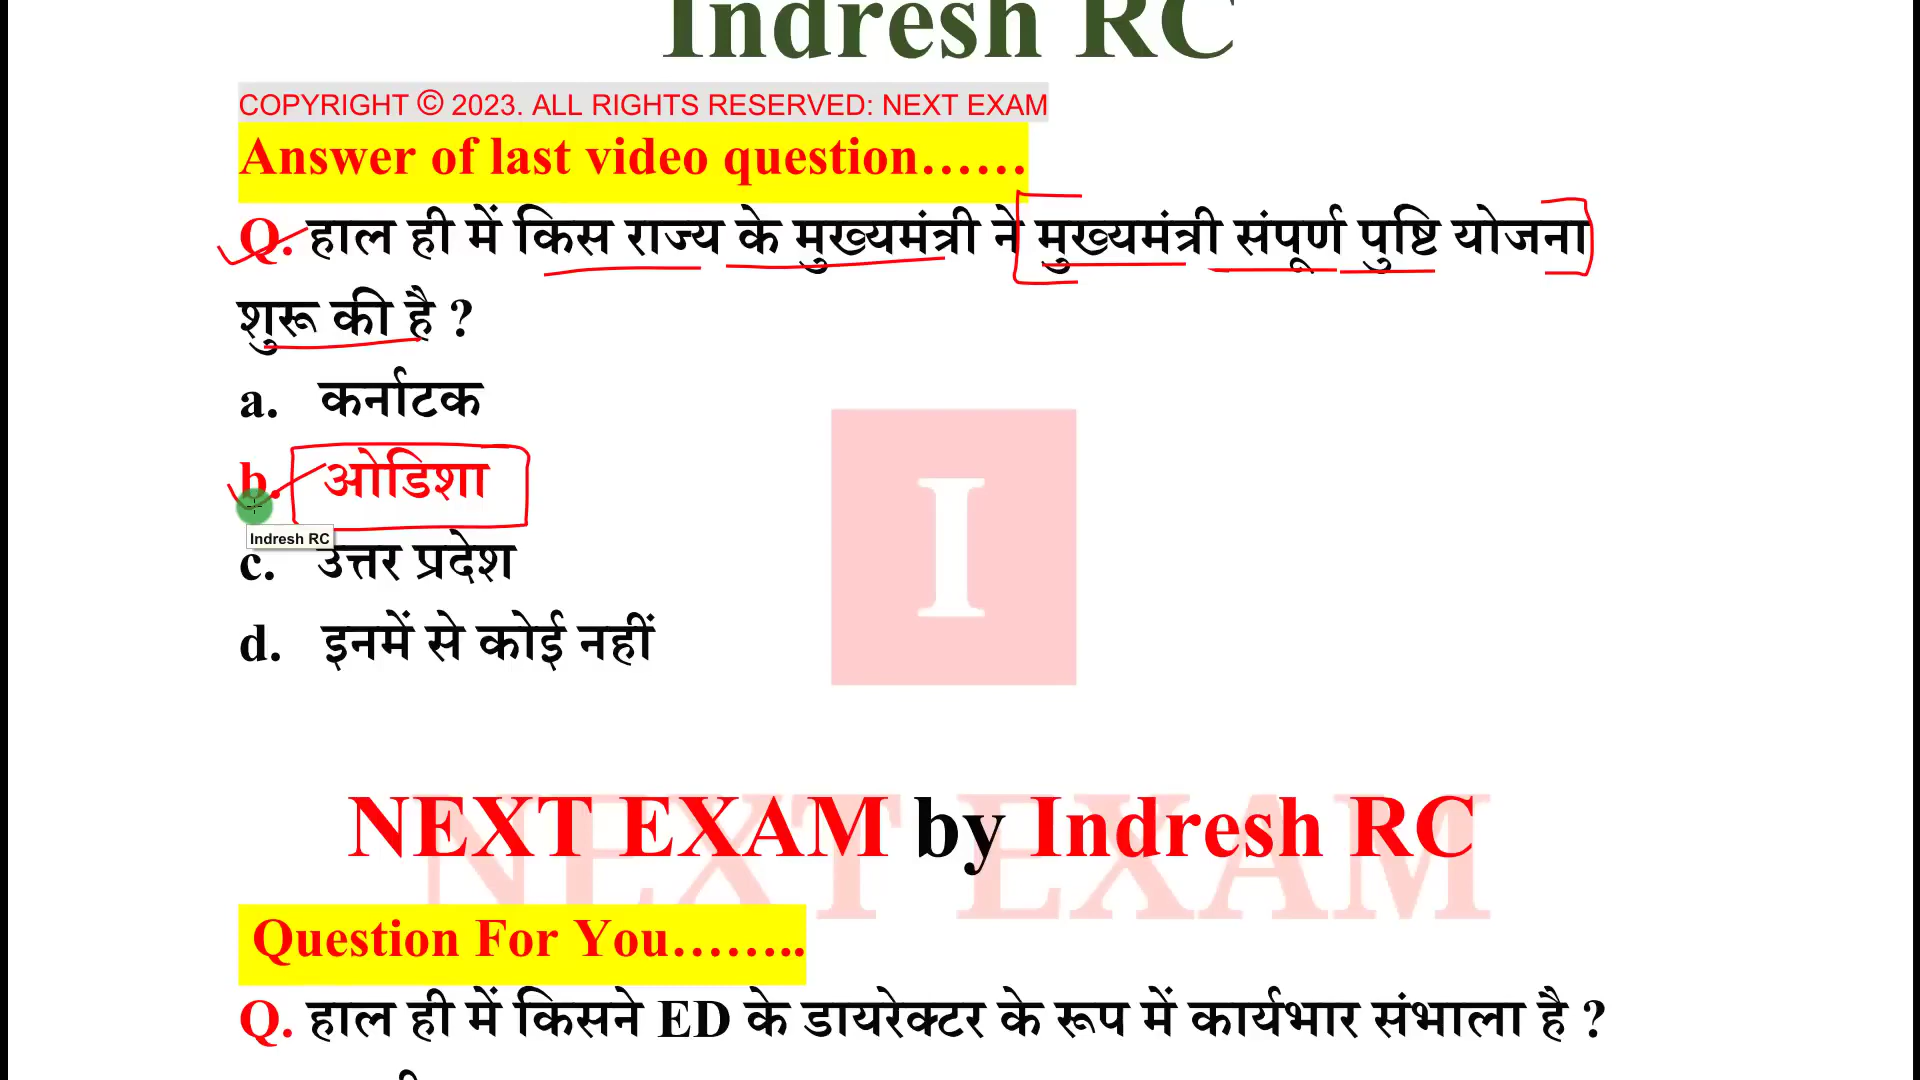 Indresh RC
COPYRIGHT © 2023. ALL RIGHTS RESERVED: NEXT EXAM
Answer of last video question……
Q. हाल ही में किस राज्य के मुख्यमंत्री ने मुख्यमंत्री संपूर्ण पुष्टि योजना
शुरू की है ?
a. कर्नाटक
b. ओडिशा
Indresh RC
c. उत्तर प्रदेश
d. इनमें से कोई नहीं
I
NEXT EXAM by Indresh RC
NEXT EXAM
Question For You……..
Q. हाल ही में किसने ED के डायरेक्टर के रूप में कार्यभार संभाला है ?